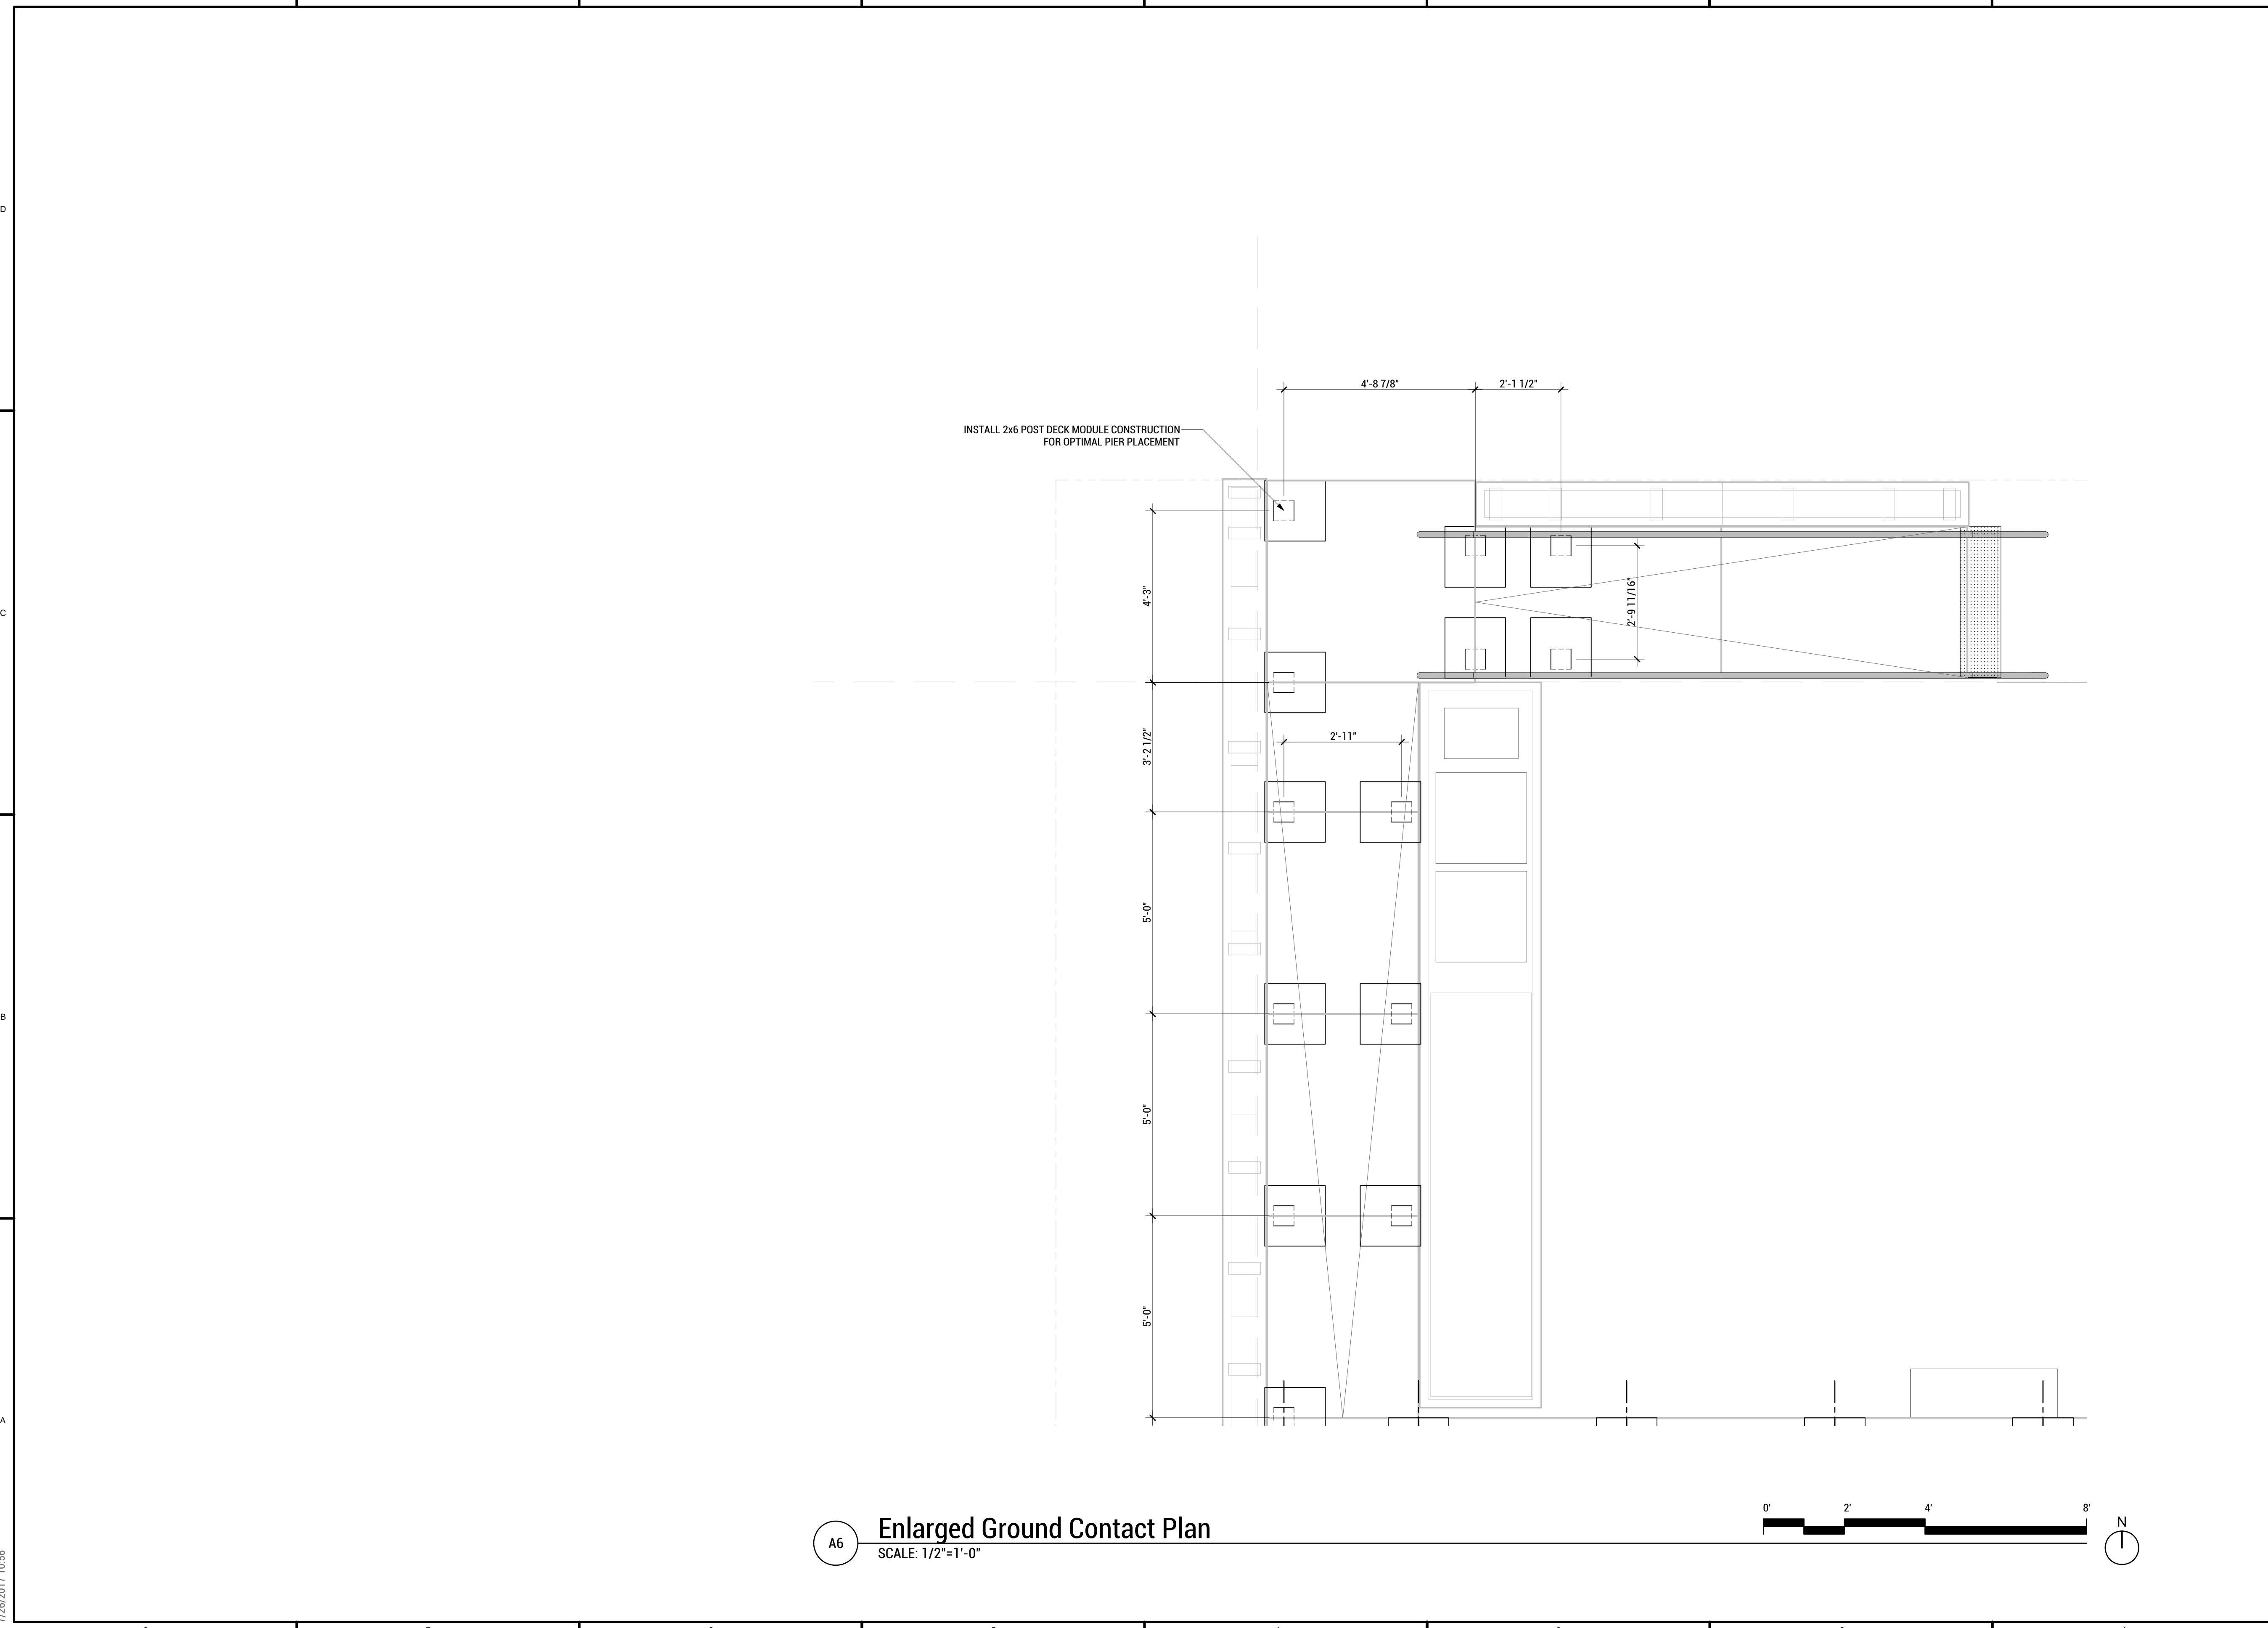 D
4'-8 7/8"
2'-1 1/2"
INSTALL 2x6 POST DECK MODULE CONSTRUCTION
FOR OPTIMAL PIER PLACEMENT
4'-3"
2'-9 11/16"
C
3'-2 1/2"
2'-11"
5'-0"
B
5'-0"
5'-0"
A
Enlarged Ground Contact Plan
A6
SCALE: 1/2"=1'-0"
0'
2'
4'
8'
N